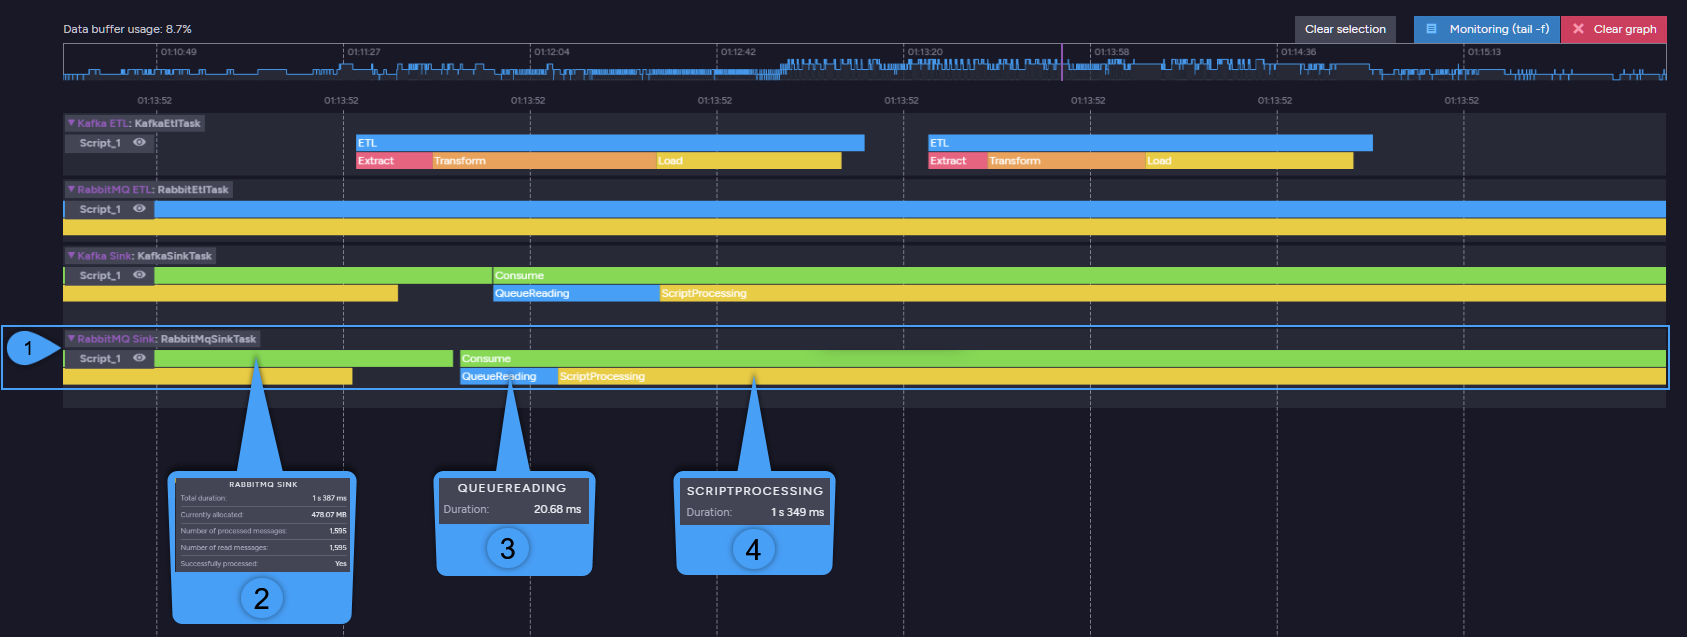 Data buffer usage: 8.7%
Clear selection
Monitoring (tail -f)
Clear graph
01:10:49 01:11:27 01:12:04 01:12:42 01:13:20 01:13:58 01:14:36 01:15:13
01:13:52 01:13:52 01:13:52 01:13:52 01:13:52 01:13:52 01:13:52 01:13:52
Kafka ETL: KafkaEtlTask
Script_1 ETL ETL
Extract Transform Load Extract Transform Load
RabbitMQ ETL: RabbitEtlTask
Script_1
Kafka Sink: KafkaSinkTask
Script_1 Consume
QueueReading ScriptProcessing
1
RabbitMQ Sink: RabbitMqSinkTask
Script_1 Consume
QueueReading ScriptProcessing
RABBITMQ SINK
Total duration: 1 s 387 ms
Currently allocated: 478.07 MB
Number of processed messages: 1,595
Number of read messages: 1,595
Successfully processed: Yes
2
QUEUEREADING
Duration: 20.68 ms
3
SCRIPTPROCESSING
Duration: 1 s 349 ms
4